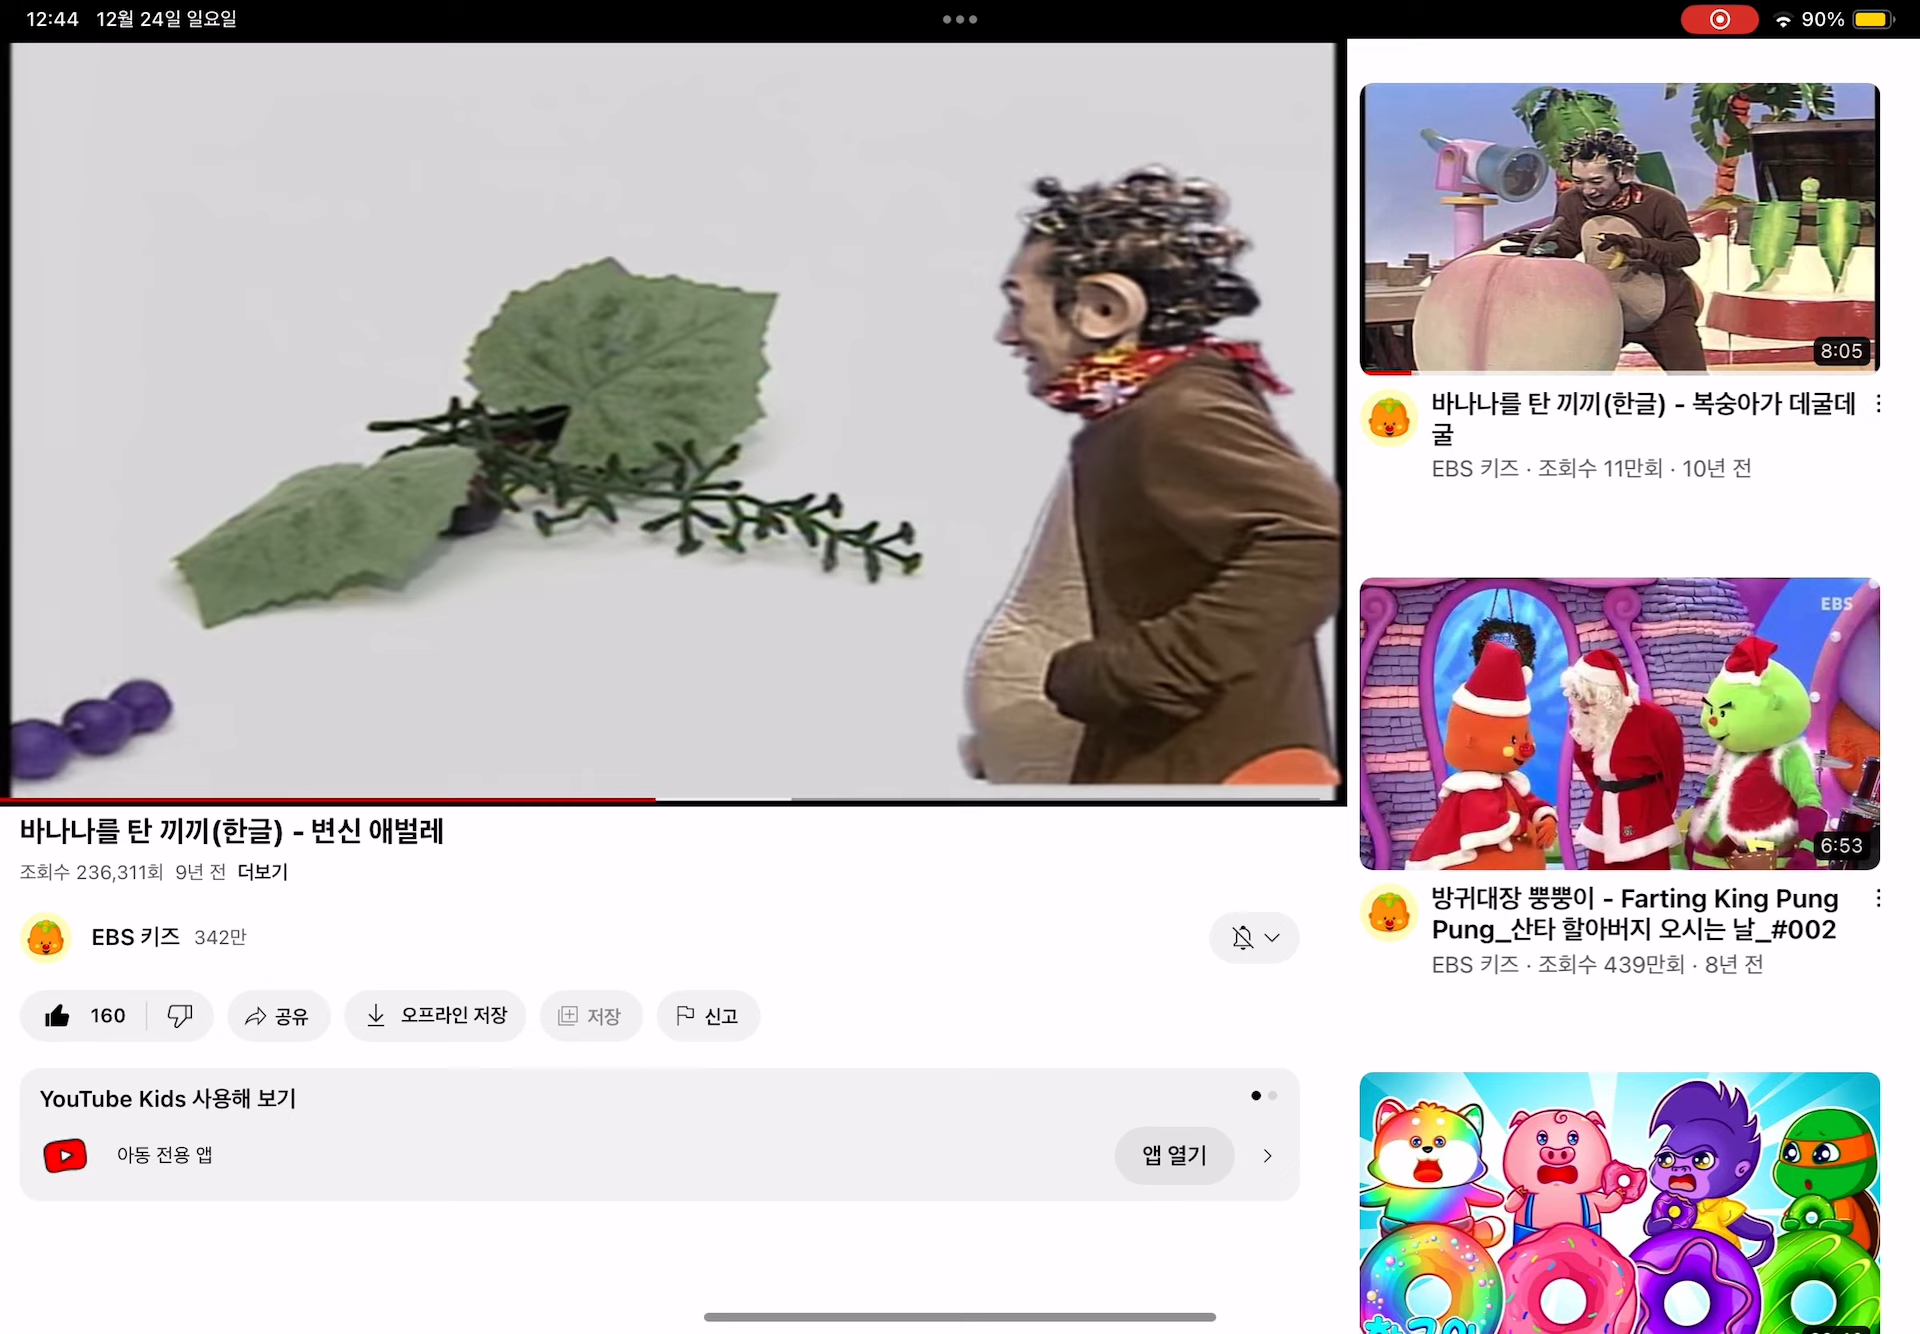 12:44 12월 24일 일요일
90%
바나나를 탄 끼끼(한글) - 변신 애벌레
조회수 236,311회 9년 전 더보기
EBS 키즈 342만
160
공유
오프라인 저장
저장
신고
YouTube Kids 사용해 보기
아동 전용 앱
앱 열기
8:05
바나나를 탄 끼끼(한글) - 복숭아가 데굴데
굴
EBS 키즈 · 조회수 11만회 · 10년 전
EBS
6:53
방귀대장 뿡뿡이 - Farting King Pung
Pung_산타 할아버지 오시는 날_#002
EBS 키즈 · 조회수 439만회 · 8년 전